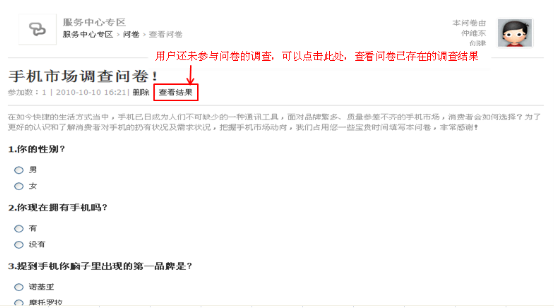 服务中心专区
服务中心专区 > 问卷 > 查看问卷
本问卷由
仲维东
创建
用户还未参与问卷的调查，可以点击此处，查看问卷已存在的调查结果
手机市场调查问卷！
参加数：1 | 2010-10-10 16:21| 删除 查看结果
在如今快捷的生活方式当中，手机已日成为人们不可缺少的一种通讯工具，面对品牌繁多、质量参差不齐的手机市场，消费者会如何选择？为了
更好的认识和了解消费者对手机的拥有状况及需求状况，把握手机市场动向，我们占用您一些宝贵时间填写本问卷，非常感谢！
1.你的性别？
男
女
2.你现在拥有手机吗？
有
没有
3.提到手机你脑子里出现的第一品牌是？
诺基亚
摩托罗拉